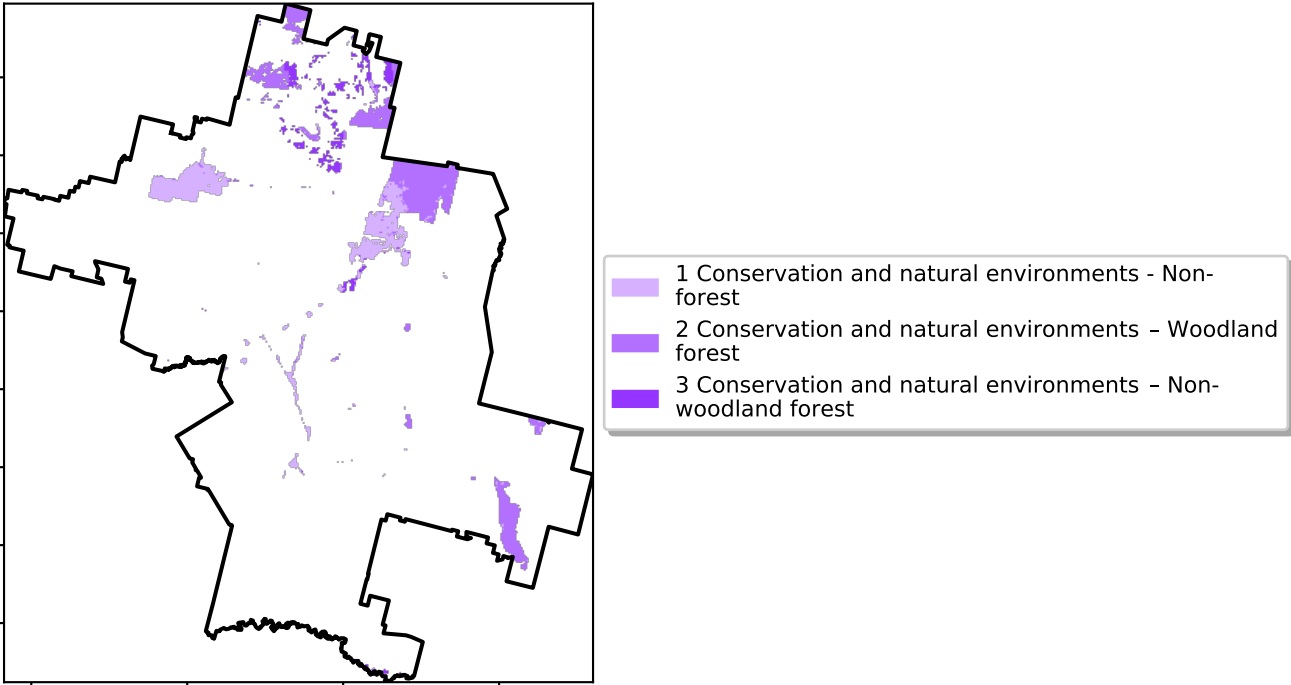 1 Conservation and natural environments - Non-
forest
2 Conservation and natural environments – Woodland
forest
3 Conservation and natural environments – Non-
woodland forest